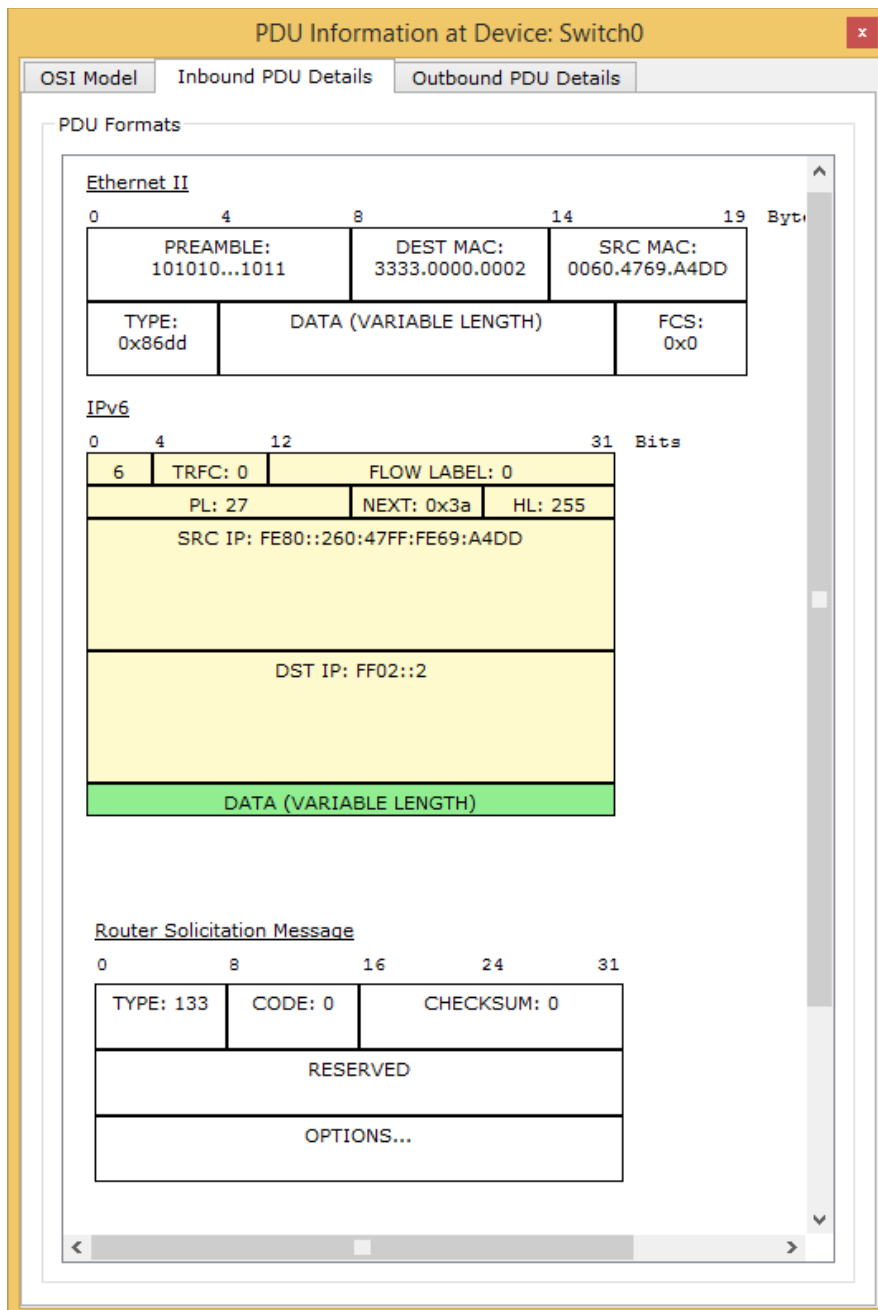 PDU Information at Device: Switch0
x
OSI Model Inbound PDU Details Outbound PDU Details
PDU Formats
Ethernet II
0 4 8 14 19 Byt
PREAMBLE: DEST MAC: SRC MAC:
101010...1011 3333.0000.0002 0060.4769.A4DD
TYPE: DATA (VARIABLE LENGTH) FCS:
0x86dd 0x0
IPv6
0 4 12 31 Bits
6 TRFC: 0 FLOW LABEL: 0
PL: 27 NEXT: 0x3a HL: 255
SRC IP: FE80::260:47FF:FE69:A4DD
DST IP: FF02::2
DATA (VARIABLE LENGTH)
Router Solicitation Message
0 8 16 24 31
TYPE: 133 CODE: 0 CHECKSUM: 0
RESERVED
OPTIONS...